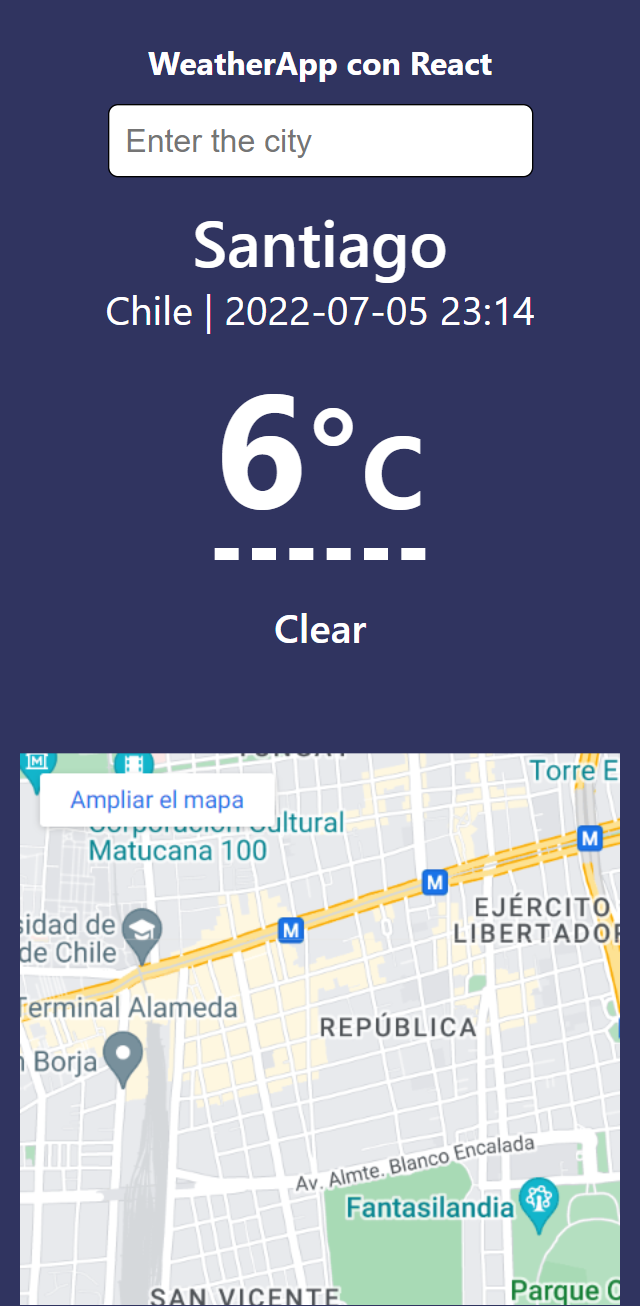 WeatherApp con React
Enter the city
Santiago
Chile | 2022-07-05 23:14
6°c
Clear
Torre E
Ampliar el mapa
Cultural
Matucana 100
M
M
M
EJÉRCITO
LIBERTADOR
sidad de
de Chile
Terminal Alameda
REPÚBLICA
Borja
Av. Almte. Blanco Encalada
Fantasilandia
SAN VICENTE
Parque